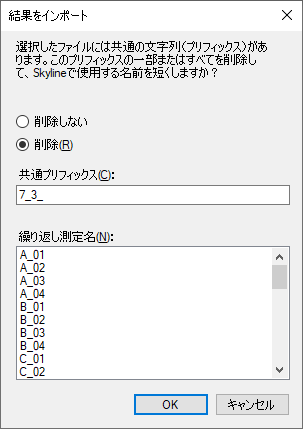 結果をインポート
選択したファイルには共通の文字列(プリフィックス)があ
ります。このプリフィックスの一部またはすべてを削除し
て、Skylineで使用する名前を短くしますか？
削除しない
削除(R)
共通プリフィックス(C):
7_3_
繰り返し測定名(N):
A_01
A_02
A_03
A_04
B_01
B_02
B_03
B_04
C_01
C_02
OK
キャンセル